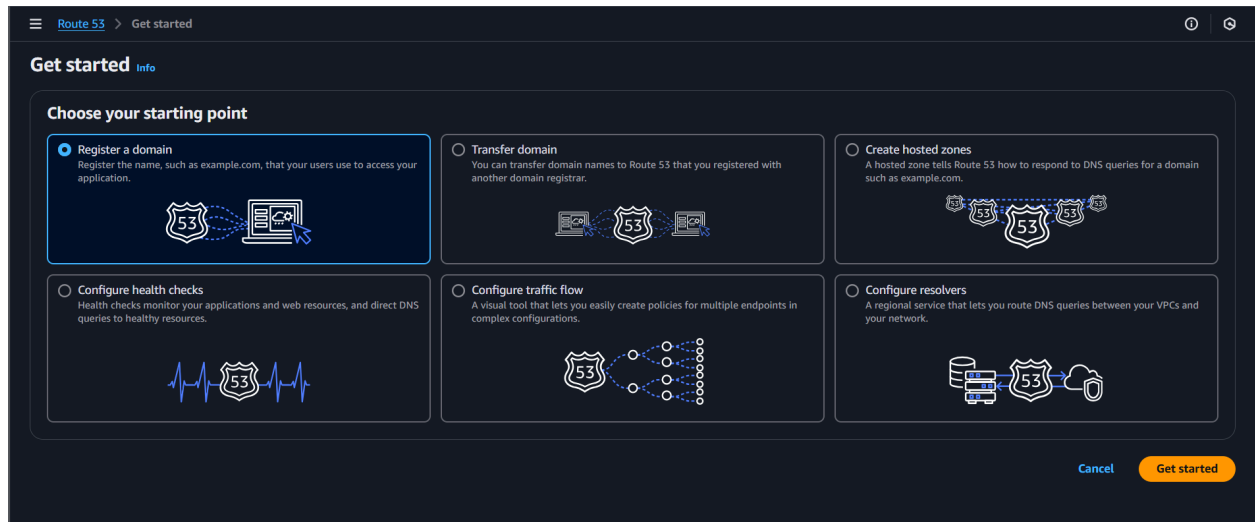 Route 53 > Get started
Get started Info
Choose your starting point
Register a domain
Register the name, such as example.com, that your users use to access your
application.
53
Transfer domain
You can transfer domain names to Route 53 that you registered with
another domain registrar.
53
Create hosted zones
A hosted zone tells Route 53 how to respond to DNS queries for a domain
such as example.com.
53 53 53 53 53
Configure health checks
Health checks monitor your applications and web resources, and direct DNS
queries to healthy resources.
53
Configure traffic flow
A visual tool that lets you easily create policies for multiple endpoints in
complex configurations.
53
Configure resolvers
A regional service that lets you route DNS queries between your VPCs and
your network.
53
Cancel Get started